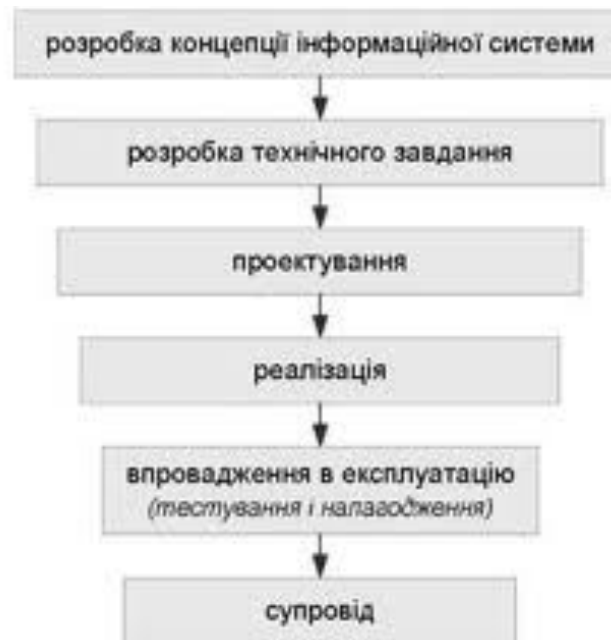 розробка концепції інформаційної системи
розробка технічного завдання
проектування
реалізація
впровадження в експлуатацію
(тестування і налагодження)
супровід